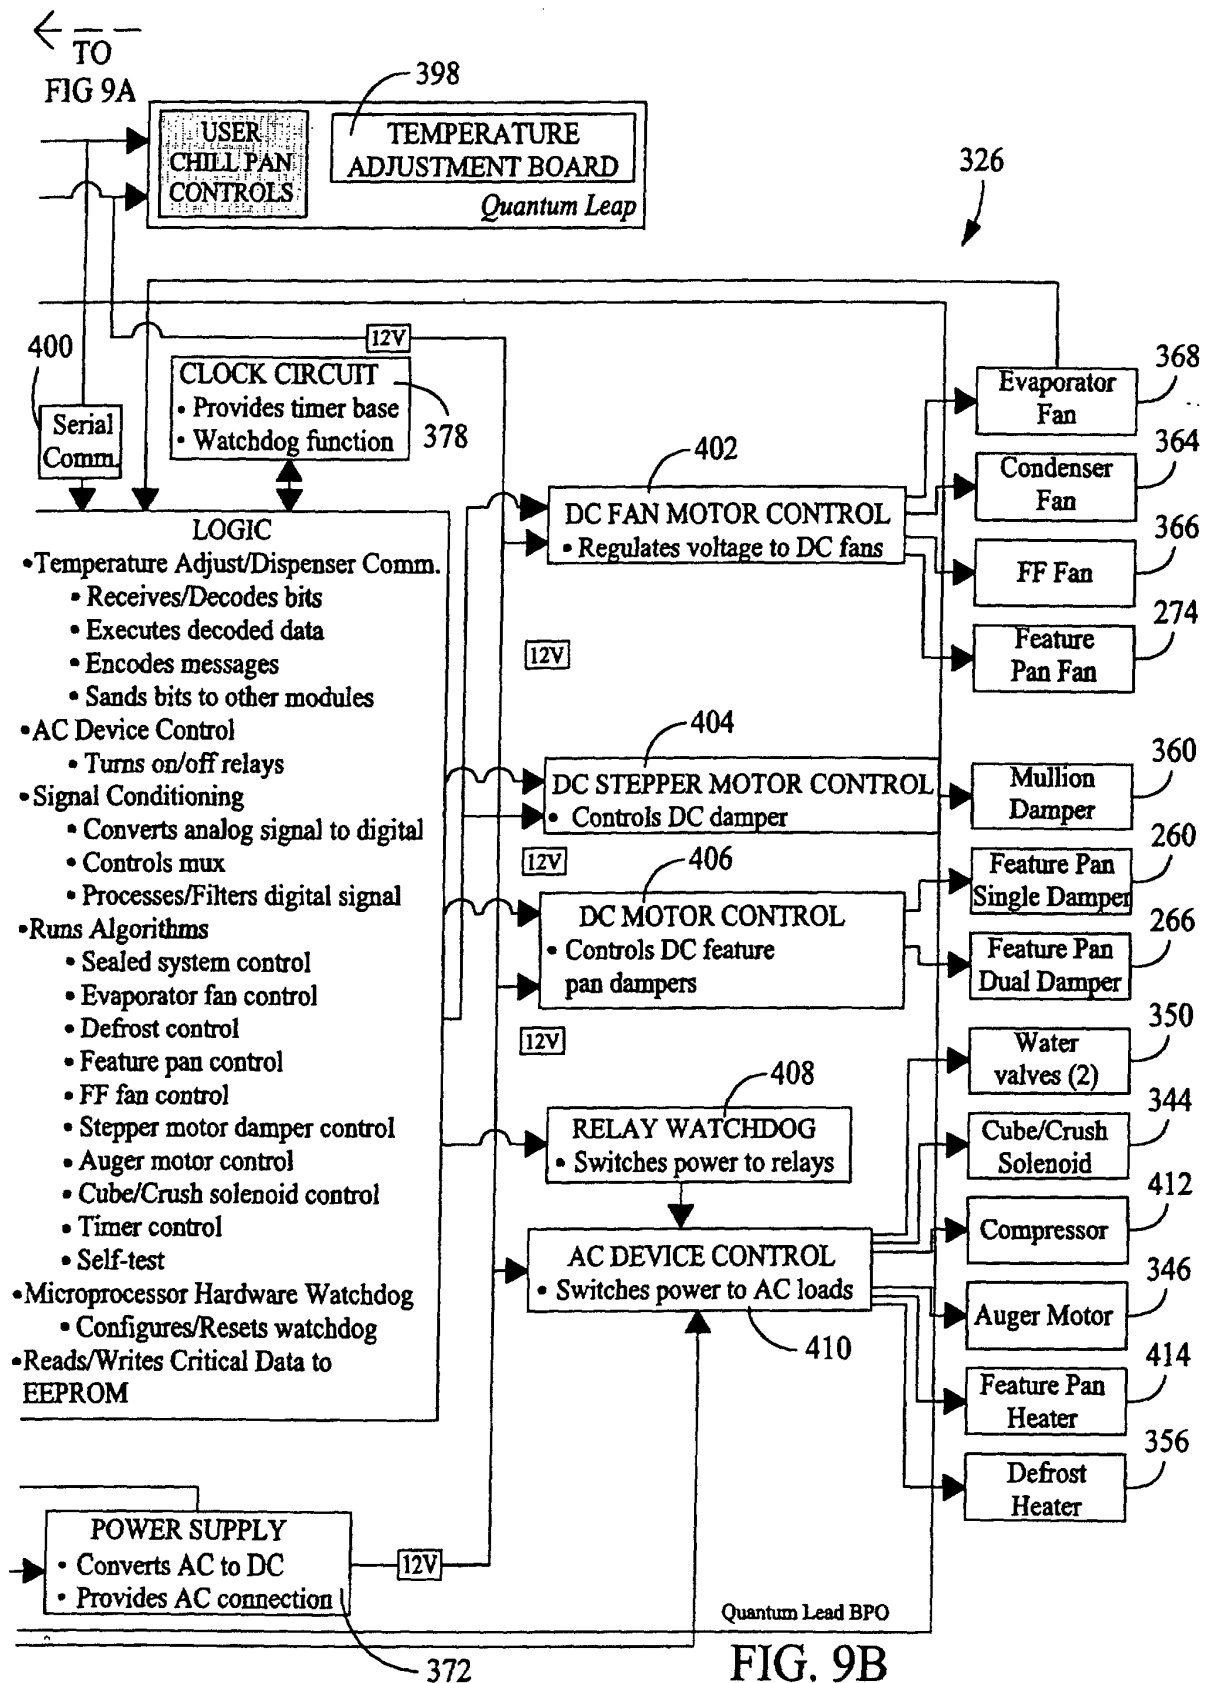 TO
FIG 9A
398
USER
CHILL PAN
CONTROLS
TEMPERATURE
ADJUSTMENT BOARD
Quantum Leap
326
12V
400
Serial
Comm.
CLOCK CIRCUIT
• Provides timer base
• Watchdog function
378
LOGIC
•Temperature Adjust/Dispenser Comm.
• Receives/Decodes bits
• Executes decoded data
• Encodes messages
• Sands bits to other modules
•AC Device Control
• Turns on/off relays
•Signal Conditioning
• Converts analog signal to digital
• Controls mux
• Processes/Filters digital signal
•Runs Algorithms
• Sealed system control
• Evaporator fan control
• Defrost control
• Feature pan control
• FF fan control
• Stepper motor damper control
• Auger motor control
• Cube/Crush solenoid control
• Timer control
• Self-test
•Microprocessor Hardware Watchdog
• Configures/Resets watchdog
•Reads/Writes Critical Data to
EEPROM
402
DC FAN MOTOR CONTROL
• Regulates voltage to DC fans
12V
404
DC STEPPER MOTOR CONTROL
• Controls DC damper
12V
406
DC MOTOR CONTROL
• Controls DC feature
pan dampers
12V
408
RELAY WATCHDOG
• Switches power to relays
AC DEVICE CONTROL
• Switches power to AC loads
410
Evaporator
Fan
368
Condenser
Fan
364
FF Fan
366
Feature
Pan Fan
274
Mullion
Damper
360
Feature Pan
Single Damper
260
Feature Pan
Dual Damper
266
Water
valves (2)
350
Cube/Crush
Solenoid
344
Compressor
412
Auger Motor
346
Feature Pan
Heater
414
Defrost
Heater
356
POWER SUPPLY
• Converts AC to DC
• Provides AC connection
12V
372
Quantum Lead BPO
FIG. 9B